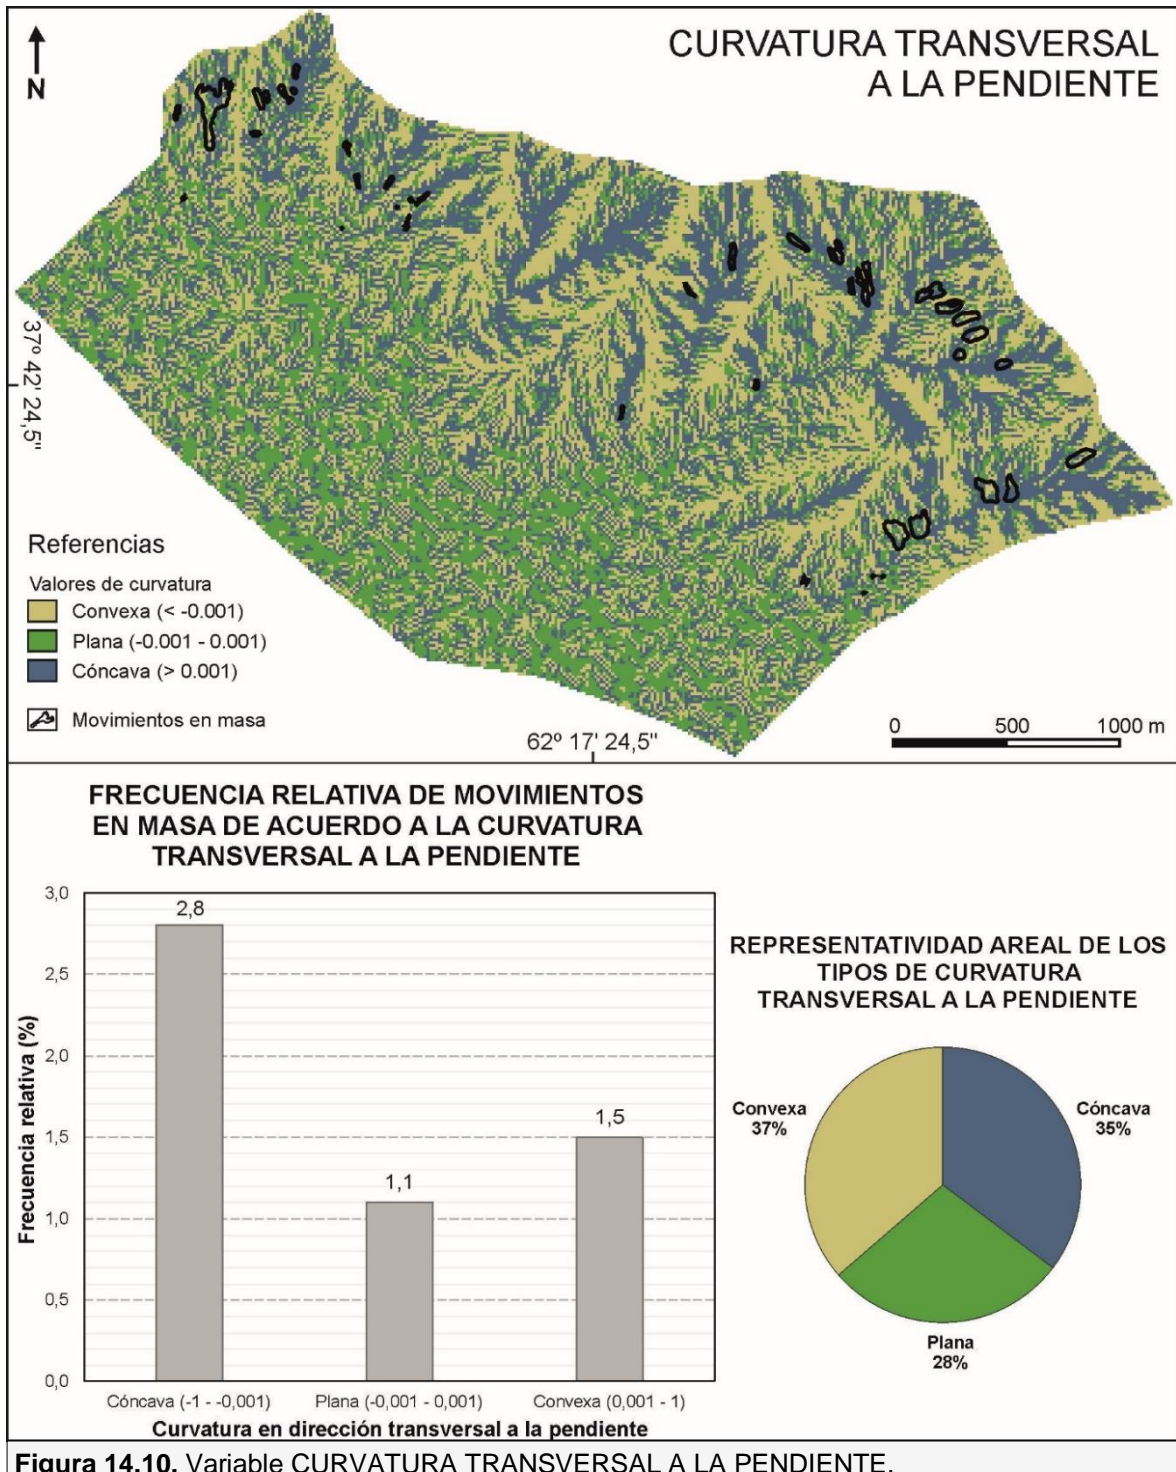 CURVATURA TRANSVERSAL
A LA PENDIENTE
N
37º 42' 24,5"
Referencias
Valores de curvatura
Convexa (< -0.001)
Plana (-0.001 - 0.001)
Cóncava (> 0.001)
Movimientos en masa
62º 17' 24,5"
0 500 1000 m
FRECUENCIA RELATIVA DE MOVIMIENTOS
EN MASA DE ACUERDO A LA CURVATURA
TRANSVERSAL A LA PENDIENTE
Frecuencia relativa (%)
3,0
2,5
2,0
1,5
1,0
0,5
0,0
2,8
1,1
1,5
Cóncava (-1 - -0,001) Plana (-0,001 - 0,001) Convexa (0,001 - 1)
Curvatura en dirección transversal a la pendiente
REPRESENTATIVIDAD AREAL DE LOS
TIPOS DE CURVATURA
TRANSVERSAL A LA PENDIENTE
Convexa
37%
Cóncava
35%
Plana
28%
Figura 14.10. Variable CURVATURA TRANSVERSAL A LA PENDIENTE.